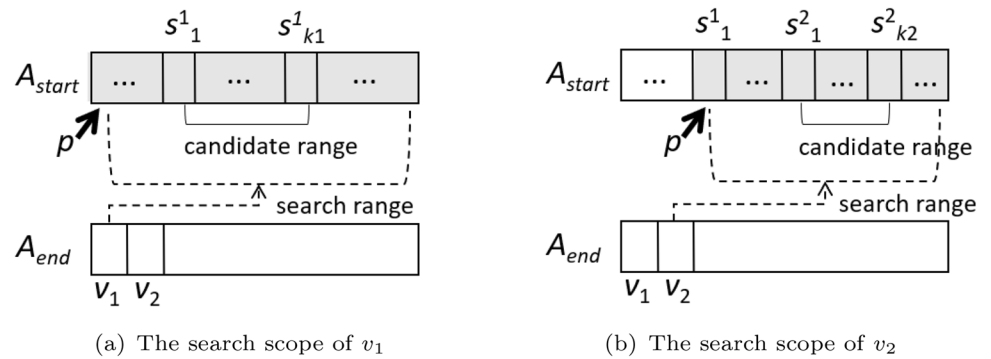 s¹₁ s¹ₖ₁
A_start ... ... ...
p
candidate range
search range
A_end
v₁ v₂
(a) The search scope of v₁
s¹₁ s²₁ s²ₖ₂
A_start ... ... ... ...
p
candidate range
search range
A_end
v₁ v₂
(b) The search scope of v₂